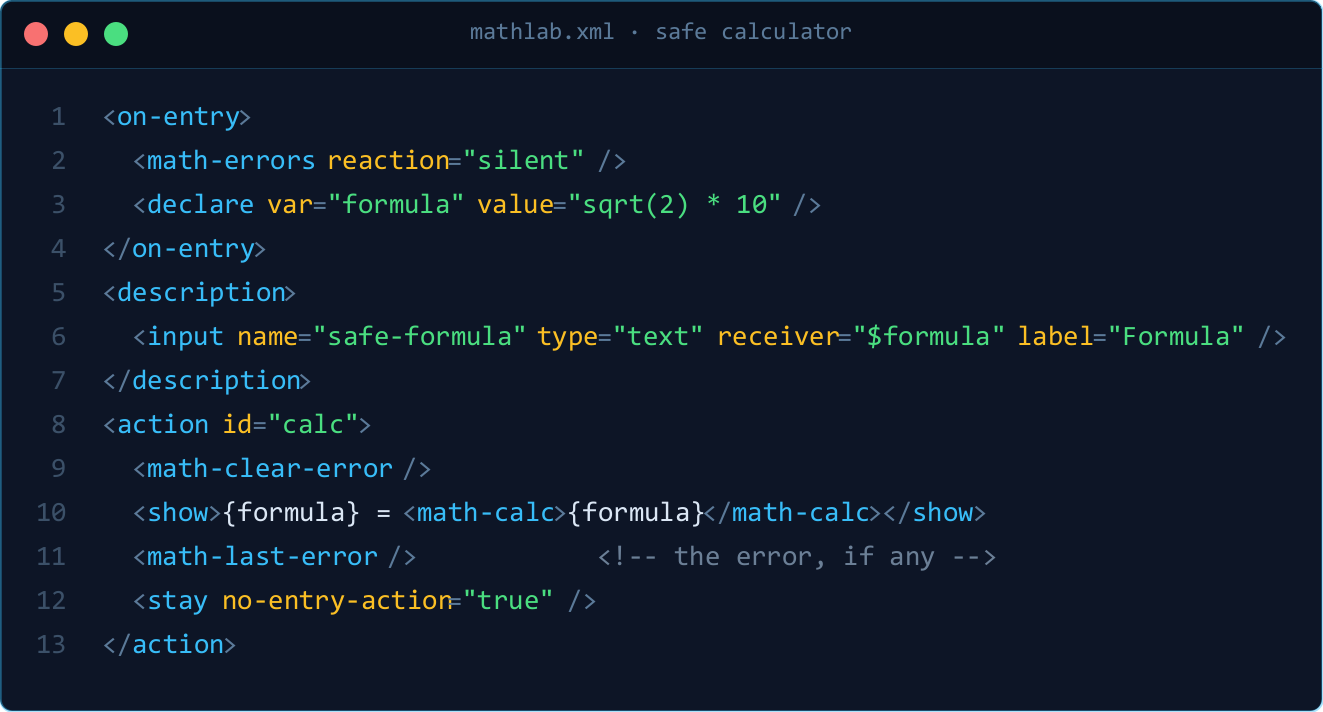 mathlab.xml · safe calculator
1 <on-entry>
2   <math-errors reaction="silent" />
3   <declare var="formula" value="sqrt(2) * 10" />
4 </on-entry>
5 <description>
6   <input name="safe-formula" type="text" receiver="$formula" label="Formula" />
7 </description>
8 <action id="calc">
9   <math-clear-error />
10   <show>{formula} = <math-calc>{formula}</math-calc></show>
11   <math-last-error />            <!-- the error, if any -->
12   <stay no-entry-action="true" />
13 </action>